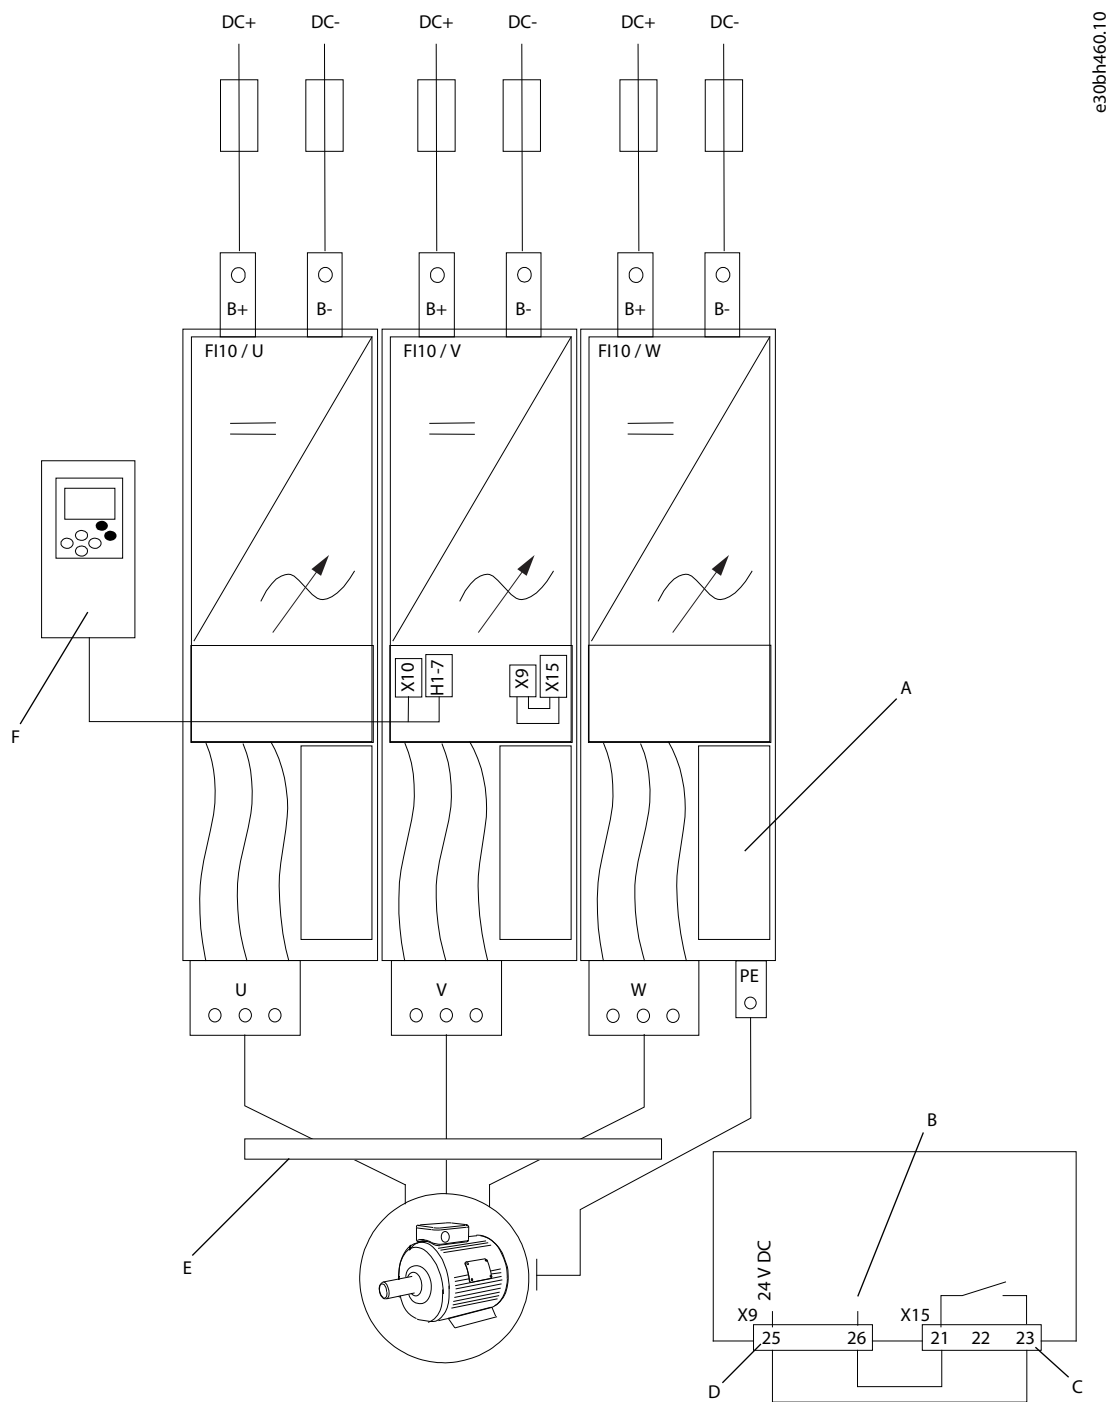 DC+ DC- DC+ DC- DC+ DC-
e30bh460.10
B+ B- B+ B- B+ B-
FI10 / U FI10 / V FI10 / W
X10 H1-7 X9 X15
A
F
U V W PE
B
E
24 V DC
X9 X15
25 26 21 22 23
D C